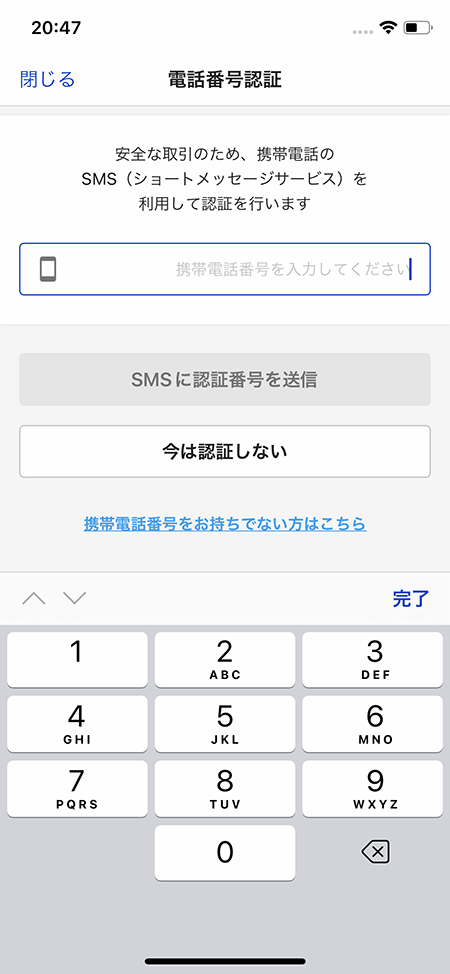 20:47
閉じる 電話番号認証
安全な取引のため、携帯電話の
SMS（ショートメッセージサービス）を
利用して認証を行います
携帯電話番号を入力してください
SMSに認証番号を送信
今は認証しない
携帯電話番号をお持ちでない方はこちら
完了
1 2 3
ABC DEF
4 5 6
GHI JKL MNO
7 8 9
PQRS TUV WXYZ
0